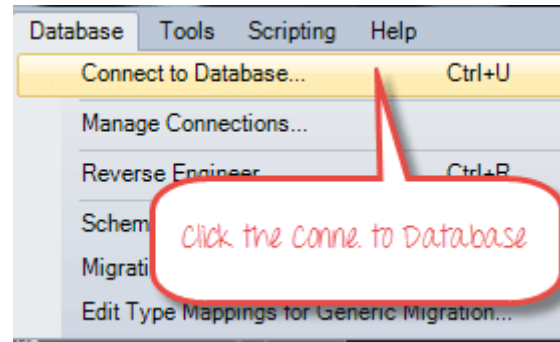 Database Tools Scripting Help
Connect to Database... Ctrl+U
Manage Connections...
Reverse Engineer Ctrl+R
Click the Conne. to Database
Edit Type Mappings for Generic Migration...